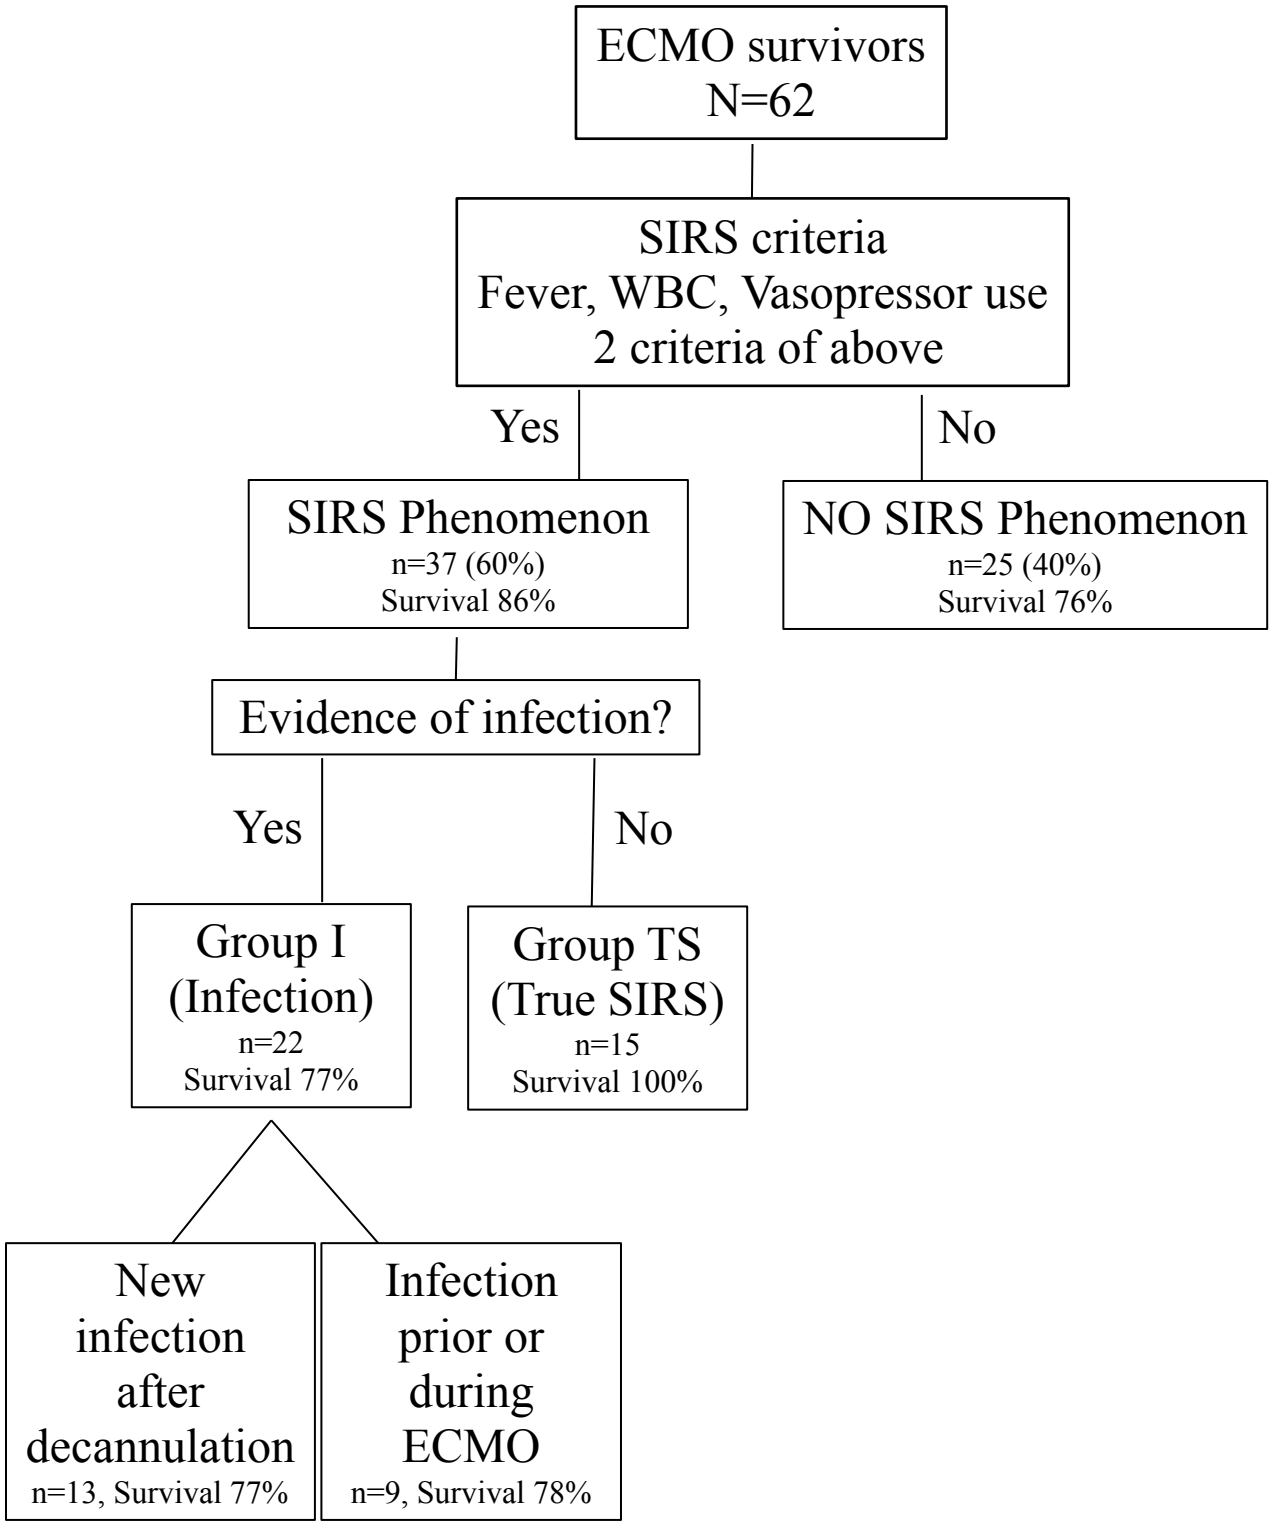 ECMO survivors
N=62
SIRS criteria
Fever, WBC, Vasopressor use
2 criteria of above
Yes
No
SIRS Phenomenon
n=37 (60%)
Survival 86%
NO SIRS Phenomenon
n=25 (40%)
Survival 76%
Evidence of infection?
Yes
No
Group I
(Infection)
n=22
Survival 77%
Group TS
(True SIRS)
n=15
Survival 100%
New
infection
after
decannulation
n=13, Survival 77%
Infection
prior or
during
ECMO
n=9, Survival 78%